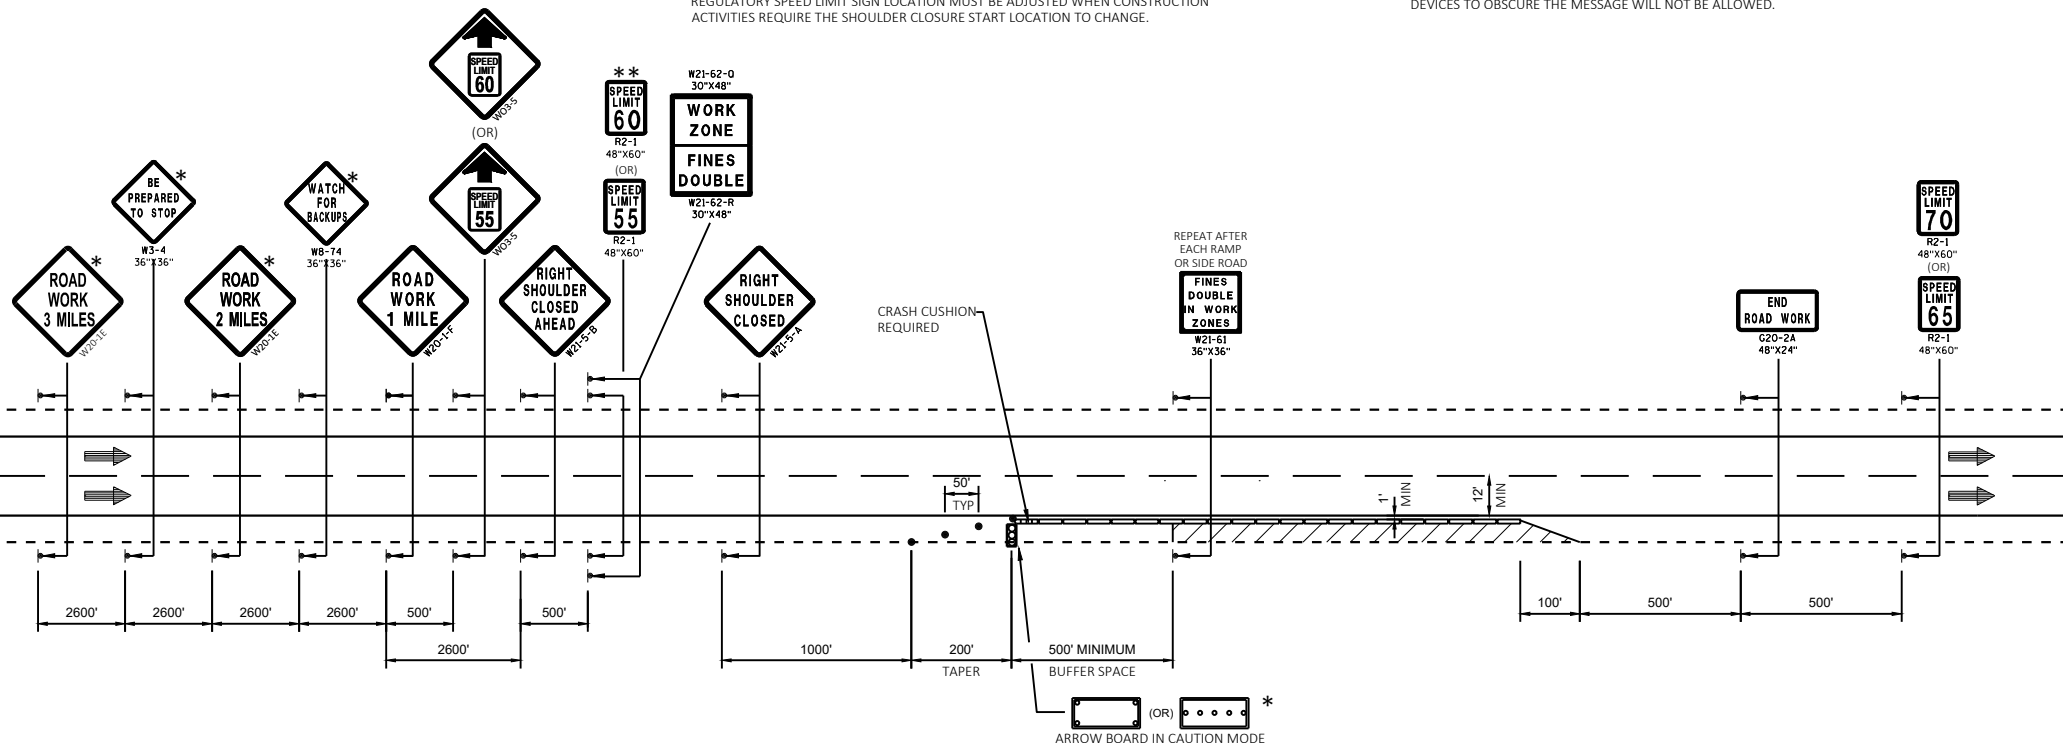 REGULATORY SPEED LIMIT SIGN LOCATION MUST BE ADJUSTED WHEN CONSTRUCTION
ACTIVITIES REQUIRE THE SHOULDER CLOSURE START LOCATION TO CHANGE.
DEVICES TO OBSCURE THE MESSAGE WILL NOT BE ALLOWED.
ROAD
WORK
3 MILES
*
W20-1E
BE
PREPARED
TO STOP
*
W3-4
36"X36"
ROAD
WORK
2 MILES
*
W20-1E
WATCH
FOR
BACKUPS
*
W8-74
36"X36"
ROAD
WORK
1 MILE
W20-1-F
SPEED
LIMIT
60
W03-5
(OR)
SPEED
LIMIT
55
W03-5
RIGHT
SHOULDER
CLOSED
AHEAD
W21-5-B
**
SPEED
LIMIT
60
R2-1
48"X60"
(OR)
SPEED
LIMIT
55
R2-1
48"X60"
W21-62-Q
30"X48"
WORK
ZONE
FINES
DOUBLE
W21-62-R
30"X48"
RIGHT
SHOULDER
CLOSED
W21-5-A
CRASH CUSHION
REQUIRED
REPEAT AFTER
EACH RAMP
OR SIDE ROAD
FINES
DOUBLE
IN WORK
ZONES
W21-61
36"X36"
END
ROAD WORK
G20-2A
48"X24"
SPEED
LIMIT
70
R2-1
48"X60"
(OR)
SPEED
LIMIT
65
R2-1
48"X60"
50'
TYP
1'
MIN
12'
MIN
2600'
2600'
2600'
2600'
500'
500'
2600'
1000'
200'
TAPER
500' MINIMUM
BUFFER SPACE
100'
500'
500'
(OR)
*
ARROW BOARD IN CAUTION MODE